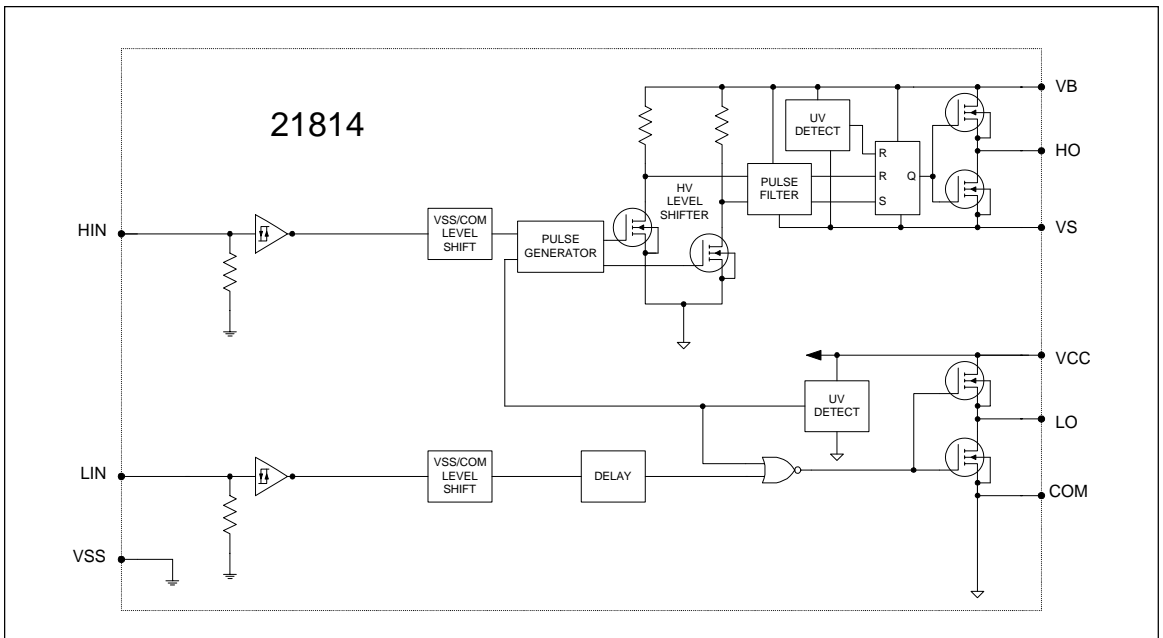 21814
VB
UV
DETECT
HO
R
R
Q
S
PULSE
FILTER
HV
LEVEL
SHIFTER
VS
HIN
VSS/COM
LEVEL
SHIFT
PULSE
GENERATOR
VCC
UV
DETECT
LO
LIN
VSS/COM
LEVEL
SHIFT
DELAY
COM
VSS